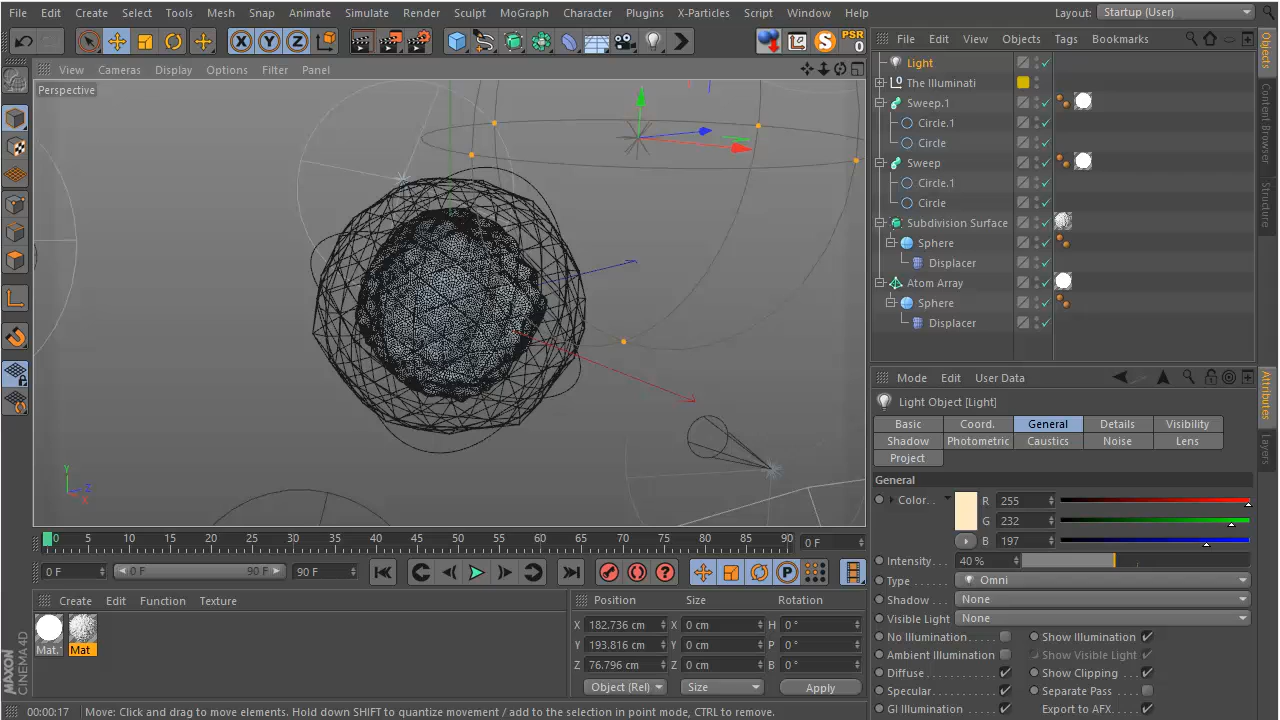 File Edit Create Select Tools Mesh Snap Animate Simulate Render Sculpt MoGraph Character Plugins X-Particles Script Window Help Layout: Startup (User)
X Y Z S PSR 0
View Cameras Display Options Filter Panel
File Edit View Objects Tags Bookmarks
Objects
Content Browser
Structure
Perspective
Light
The Illuminati
Sweep.1
Circle.1
Circle
Sweep
Circle.1
Circle
Subdivision Surface
Sphere
Displacer
Atom Array
Sphere
Displacer
Y
Z
X
Mode Edit User Data
Attributes
Layers
Light Object [Light]
Basic Coord. General Details Visibility
Shadow Photometric Caustics Noise Lens
Project
General
Color. . R 255
G 232
B 197
Intensity. 40 %
Type . . . . Omni
Shadow . . . None
Visible Light . None
No Illumination. . . . . Show Illumination
Ambient Illumination Show Visible Light
Diffuse . . . . . . . . . Show Clipping . . .
Specular. . . . . . . . Separate Pass . . .
GI Illumination . . . . Export to AFX. . .
0 5 10 15 20 25 30 35 40 45 50 55 60 65 70 75 80 85 90 0 F
0 F 0 F 90 F 90 F
P
Create Edit Function Texture
Mat. Mat
MAXON
CINEMA 4D
Position Size Rotation
X 182.736 cm X 0 cm H 0 °
Y 193.816 cm Y 0 cm P 0 °
Z 76.796 cm Z 0 cm B 0 °
Object (Rel) Size Apply
00:00:17 Move: Click and drag to move elements. Hold down SHIFT to quantize movement / add to the selection in point mode, CTRL to remove.